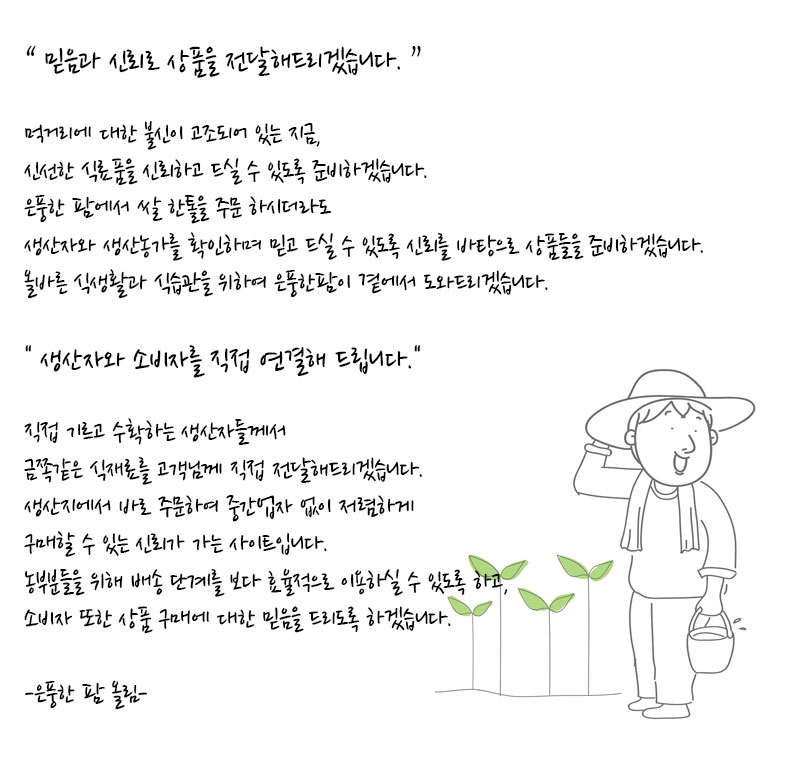 “ 믿음과 신뢰로 상품을 전달해드리겠습니다. ”
먹거리에 대한 불신이 고조되어 있는 지금,
신선한 식료품을 신뢰하고 드실 수 있도록 준비하겠습니다.
은풍한 팜에서 쌀 한톨을 주문 하시더라도
생산자와 생산농가를 확인하며 믿고 드실 수 있도록 신뢰를 바탕으로 상품들을 준비하겠습니다.
올바른 식생활과 식습관을 위하여 은풍한팜이 곁에서 도와드리겠습니다.
" 생산자와 소비자를 직접 연결해 드립니다."
직접 기르고 수확하는 생산자들께서
금쪽같은 식재료를 고객님께 직접 전달해드리겠습니다.
생산지에서 바로 주문하여 중간업자 없이 저렴하게
구매할 수 있는 신뢰가 가는 사이트입니다.
농부분들을 위해 배송 단계를 보다 효율적으로 이용하실 수 있도록 하고,
소비자 또한 상품 구매에 대한 믿음을 드리도록 하겠습니다.
-은풍한 팜 올림-